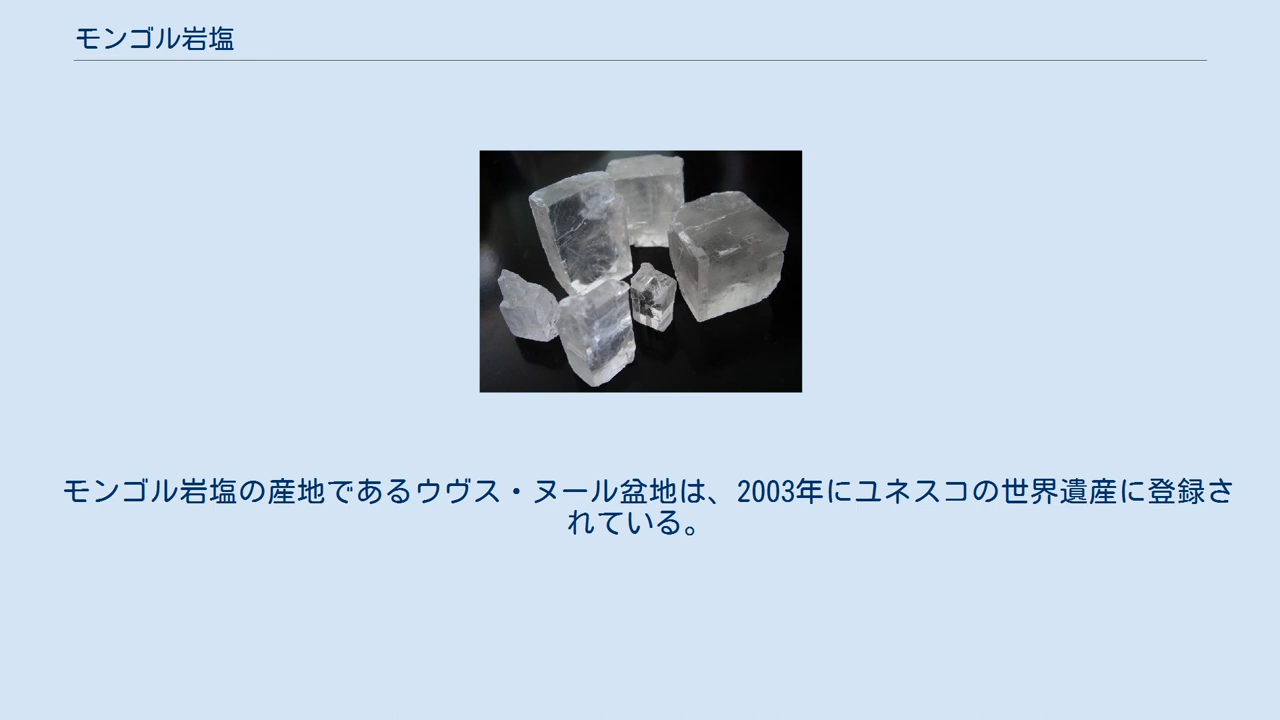 モンゴル岩塩
モンゴル岩塩の産地であるウヴス・ヌール盆地は、2003年にユネスコの世界遺産に登録さ
れている。